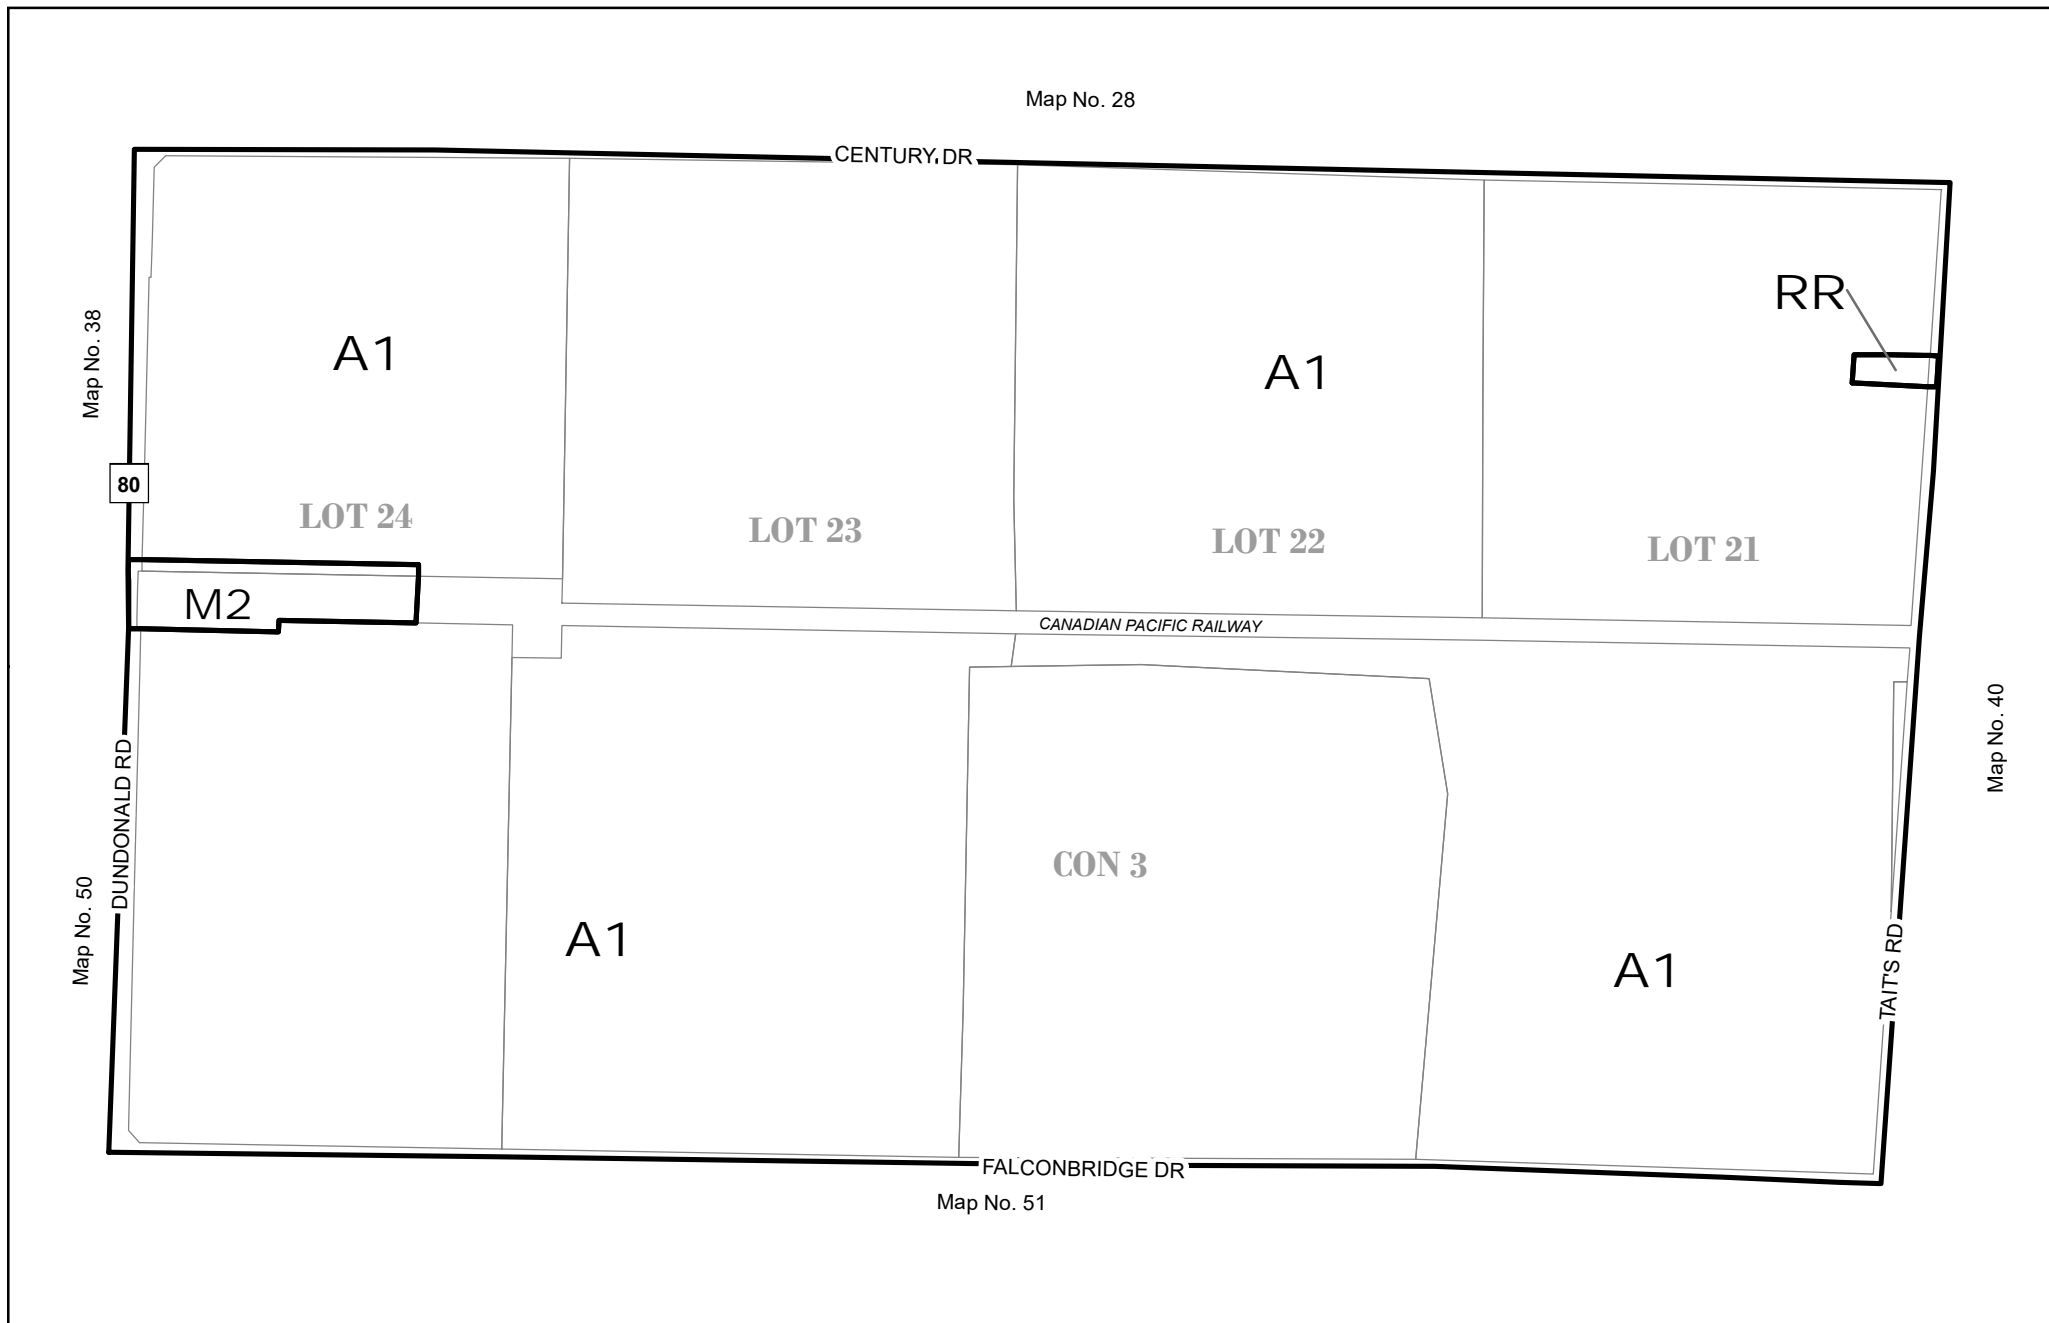 Map No. 28
CENTURY DR
RR
Map No. 38
A1
A1
80
LOT 24
LOT 23
LOT 22
LOT 21
M2
CANADIAN PACIFIC RAILWAY
Map No. 40
DUNDONALD RD
CON 3
Map No. 50
A1
A1
TAIT'S RD
FALCONBRIDGE DR
Map No. 51